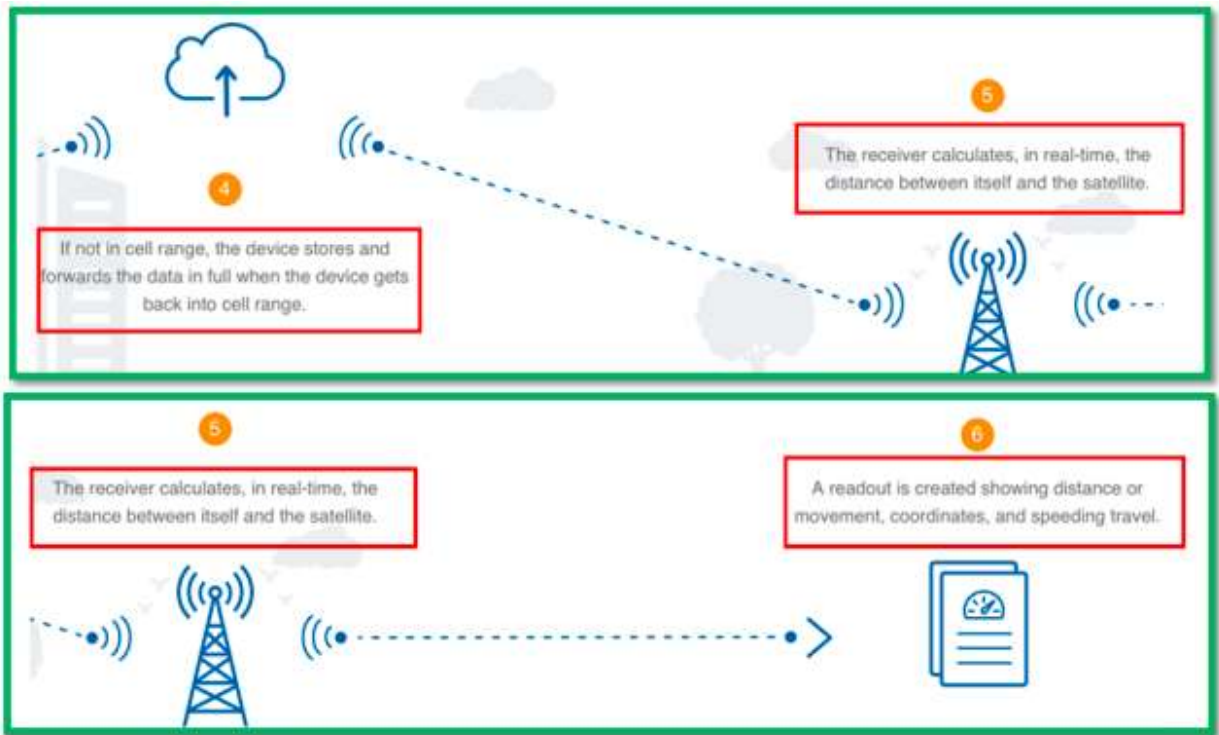 5
The receiver calculates, in real-time, the
distance between itself and the satellite.
4
If not in cell range, the device stores and
forwards the data in full when the device gets
back into cell range.
5
The receiver calculates, in real-time, the
distance between itself and the satellite.
6
A readout is created showing distance or
movement, coordinates, and speeding travel.